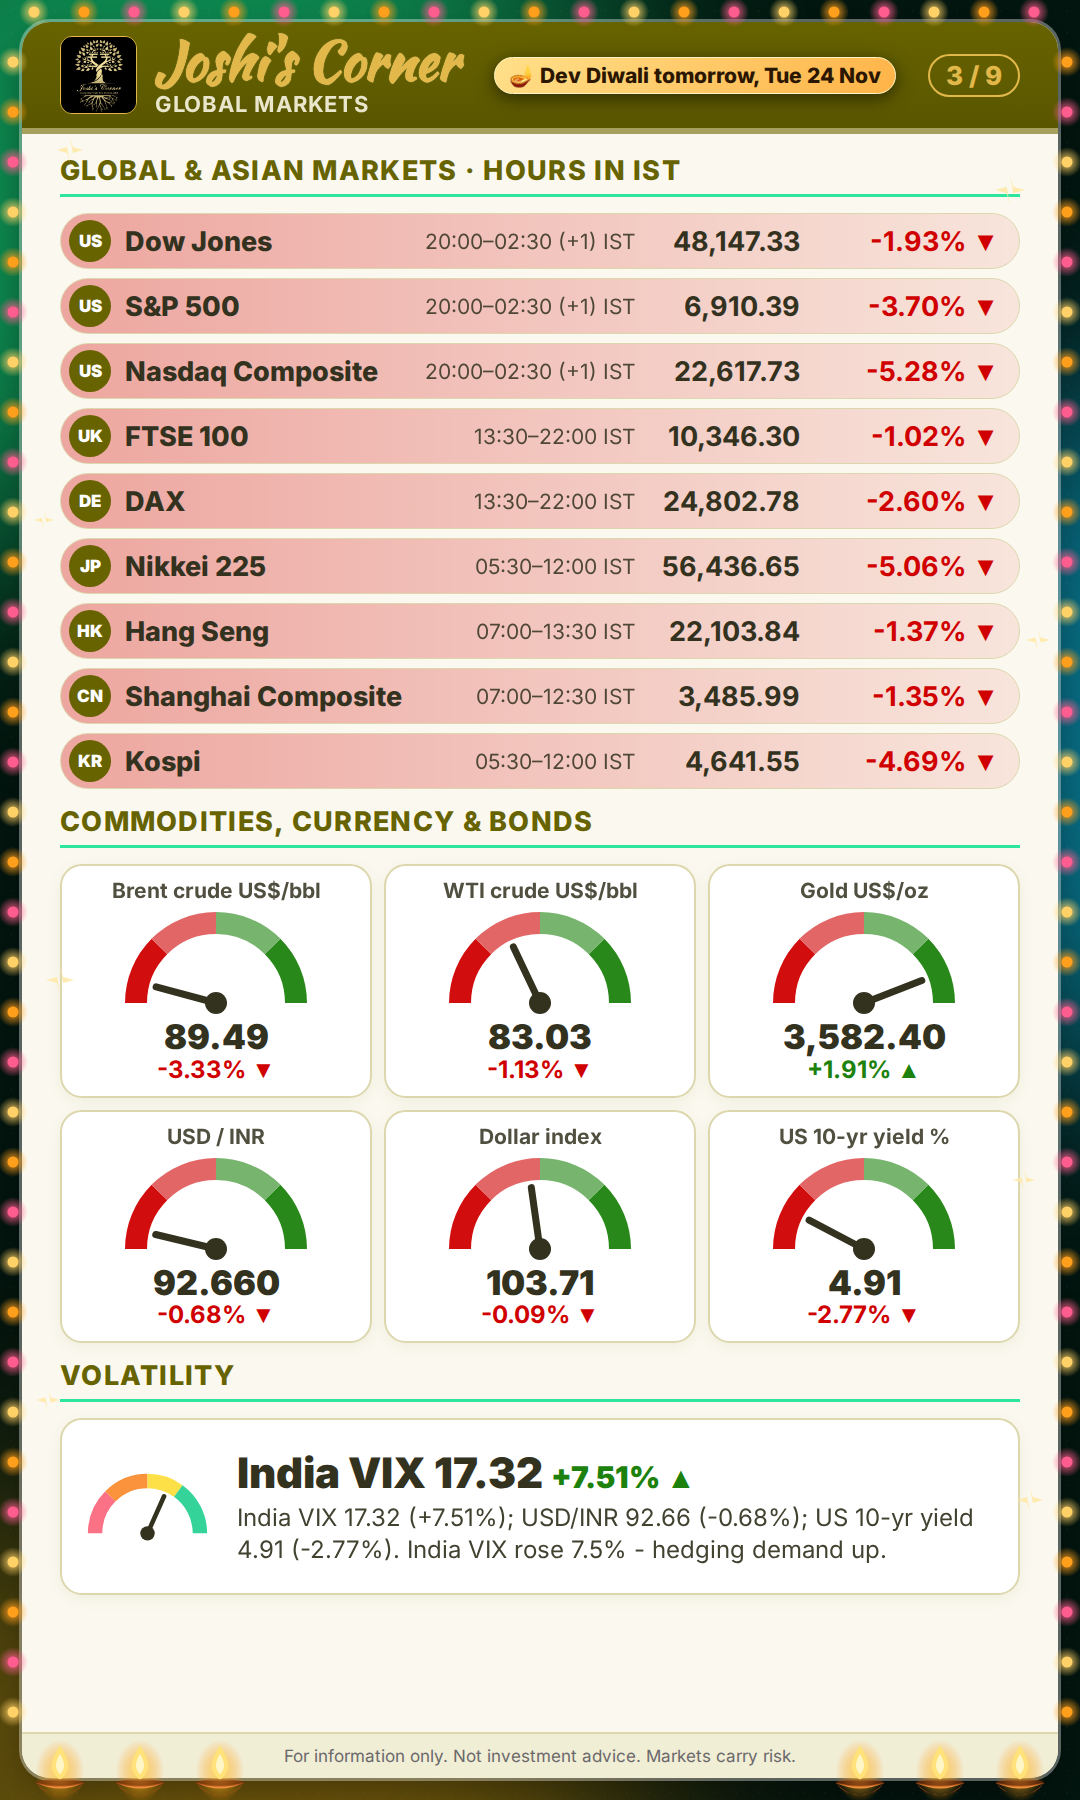 Joshi's Corner
Joshi's Corner
GLOBAL MARKETS
Dev Diwali tomorrow, Tue 24 Nov
3 / 9
GLOBAL & ASIAN MARKETS · HOURS IN IST
US Dow Jones 20:00–02:30 (+1) IST 48,147.33 -1.93% ▼
US S&P 500 20:00–02:30 (+1) IST 6,910.39 -3.70% ▼
US Nasdaq Composite 20:00–02:30 (+1) IST 22,617.73 -5.28% ▼
UK FTSE 100 13:30–22:00 IST 10,346.30 -1.02% ▼
DE DAX 13:30–22:00 IST 24,802.78 -2.60% ▼
JP Nikkei 225 05:30–12:00 IST 56,436.65 -5.06% ▼
HK Hang Seng 07:00–13:30 IST 22,103.84 -1.37% ▼
CN Shanghai Composite 07:00–12:30 IST 3,485.99 -1.35% ▼
KR Kospi 05:30–12:00 IST 4,641.55 -4.69% ▼
COMMODITIES, CURRENCY & BONDS
Brent crude US$/bbl
89.49
-3.33% ▼
WTI crude US$/bbl
83.03
-1.13% ▼
Gold US$/oz
3,582.40
+1.91% ▲
USD / INR
92.660
-0.68% ▼
Dollar index
103.71
-0.09% ▼
US 10-yr yield %
4.91
-2.77% ▼
VOLATILITY
India VIX 17.32 +7.51% ▲
India VIX 17.32 (+7.51%); USD/INR 92.66 (-0.68%); US 10-yr yield
4.91 (-2.77%). India VIX rose 7.5% - hedging demand up.
For information only. Not investment advice. Markets carry risk.